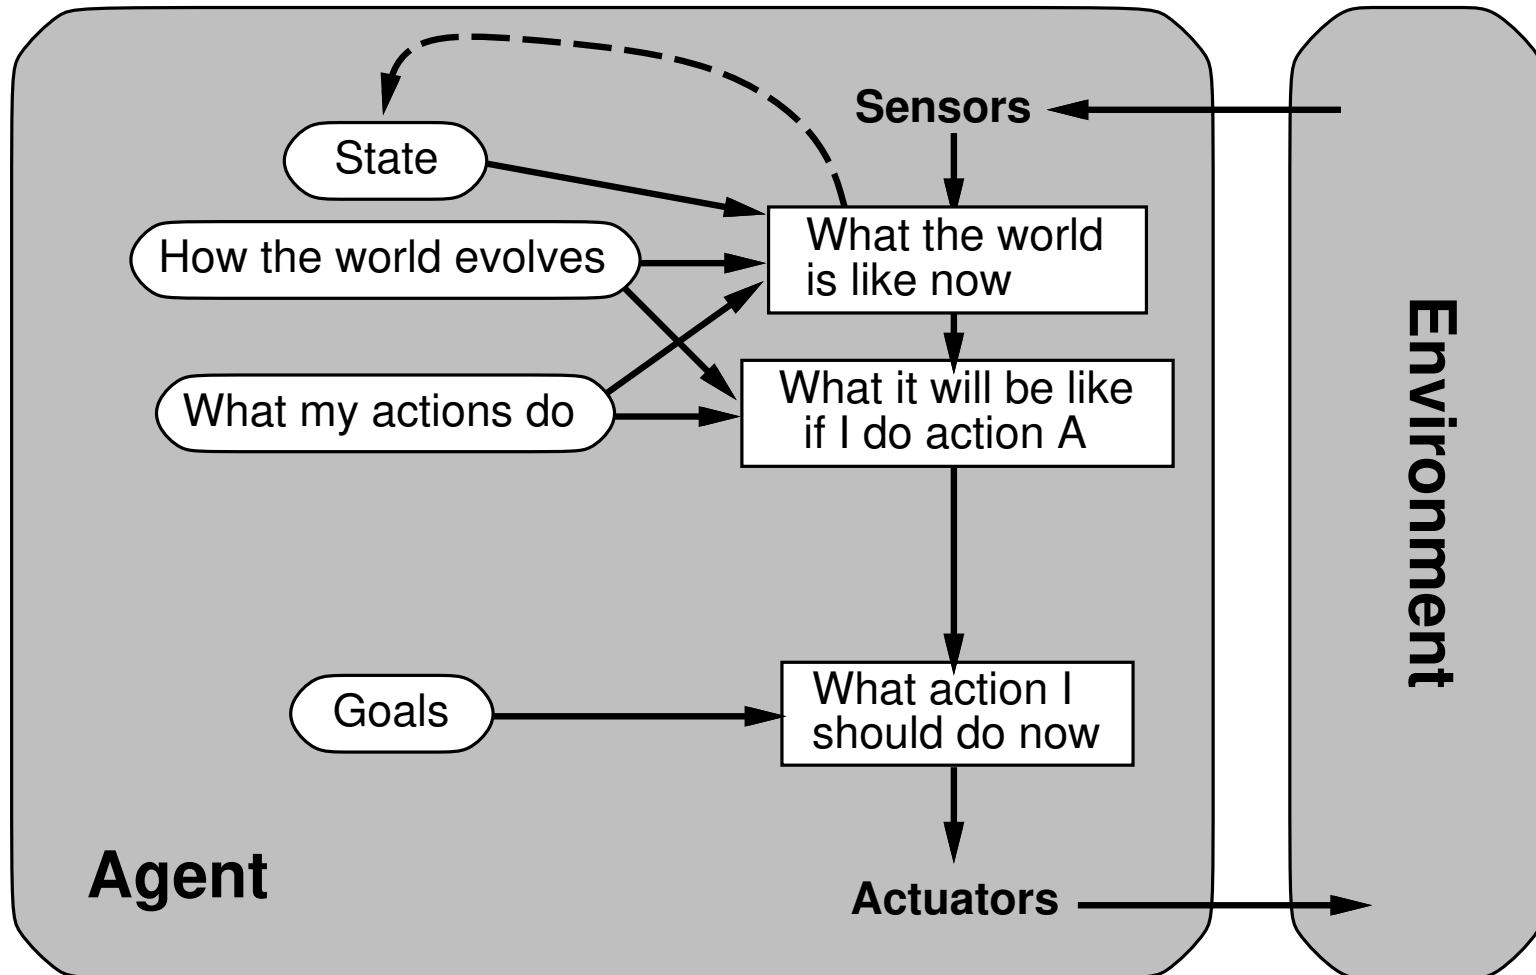 Sensors
State
What the world
is like now
How the world evolves
What it will be like
if I do action A
What my actions do
Environment
What action I
should do now
Goals
Agent
Actuators